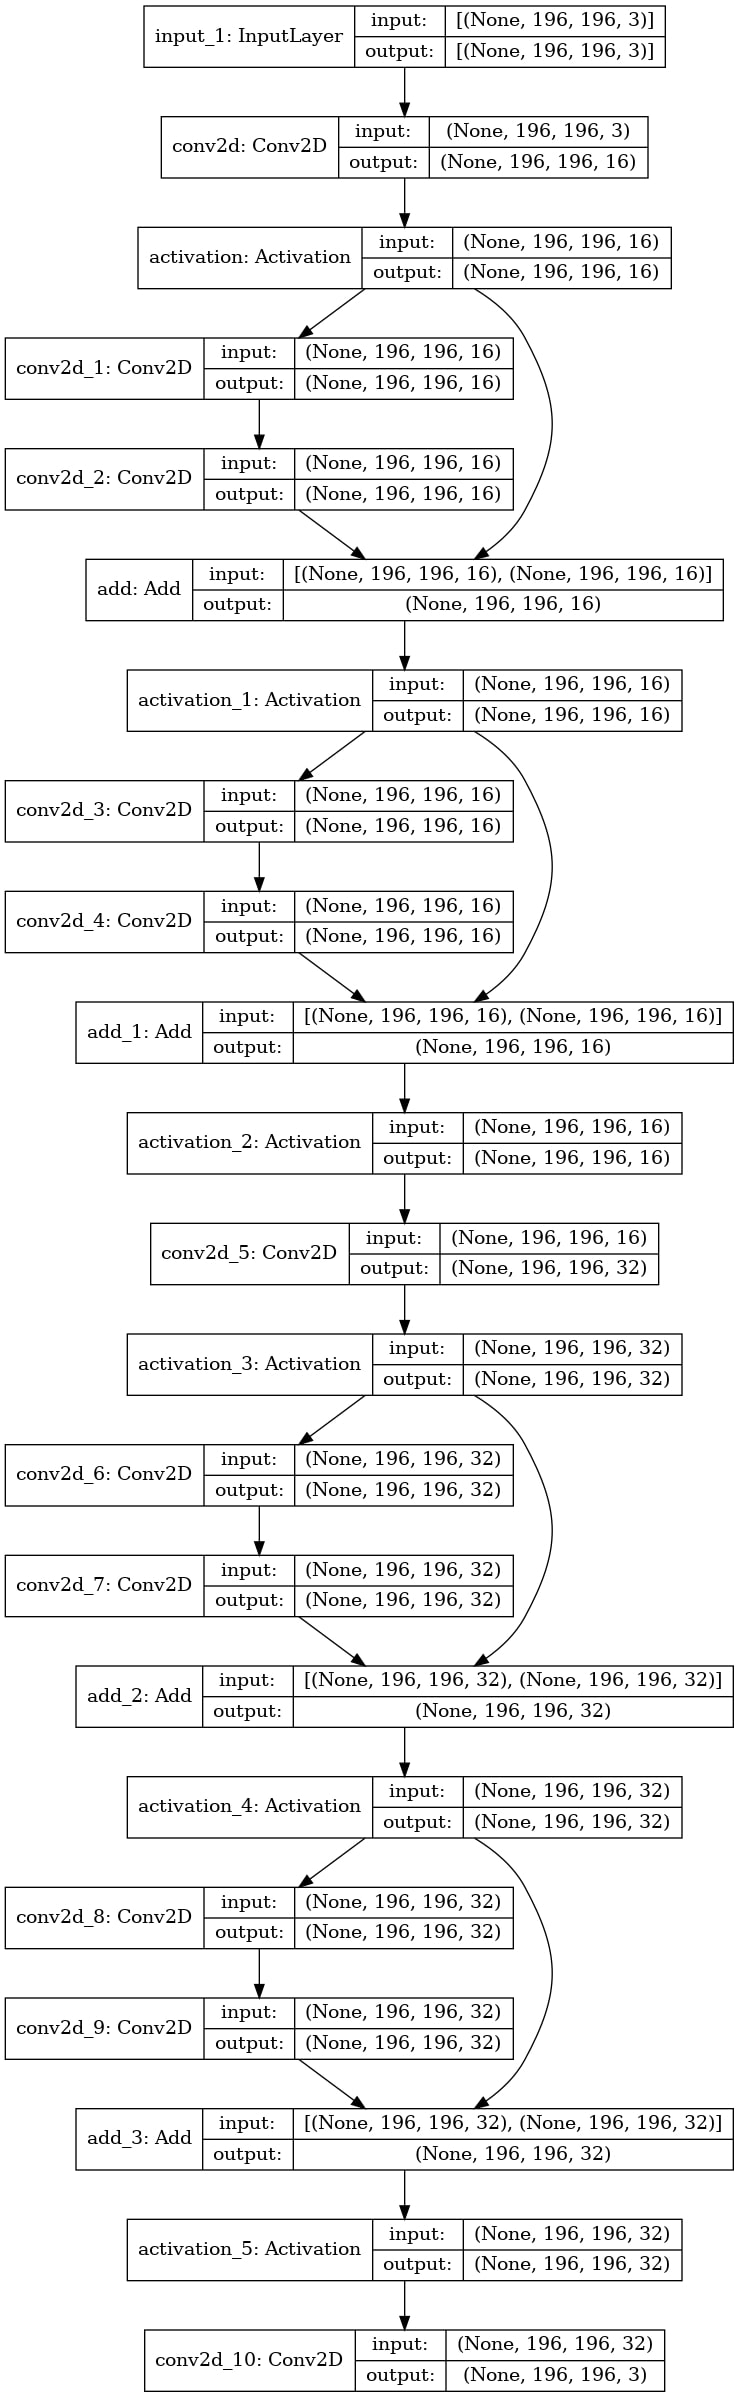 input_1: InputLayer
input: [(None, 196, 196, 3)]
output: [(None, 196, 196, 3)]
conv2d: Conv2D
input: (None, 196, 196, 3)
output: (None, 196, 196, 16)
activation: Activation
input: (None, 196, 196, 16)
output: (None, 196, 196, 16)
conv2d_1: Conv2D
input: (None, 196, 196, 16)
output: (None, 196, 196, 16)
conv2d_2: Conv2D
input: (None, 196, 196, 16)
output: (None, 196, 196, 16)
add: Add
input: [(None, 196, 196, 16), (None, 196, 196, 16)]
output: (None, 196, 196, 16)
activation_1: Activation
input: (None, 196, 196, 16)
output: (None, 196, 196, 16)
conv2d_3: Conv2D
input: (None, 196, 196, 16)
output: (None, 196, 196, 16)
conv2d_4: Conv2D
input: (None, 196, 196, 16)
output: (None, 196, 196, 16)
add_1: Add
input: [(None, 196, 196, 16), (None, 196, 196, 16)]
output: (None, 196, 196, 16)
activation_2: Activation
input: (None, 196, 196, 16)
output: (None, 196, 196, 16)
conv2d_5: Conv2D
input: (None, 196, 196, 16)
output: (None, 196, 196, 32)
activation_3: Activation
input: (None, 196, 196, 32)
output: (None, 196, 196, 32)
conv2d_6: Conv2D
input: (None, 196, 196, 32)
output: (None, 196, 196, 32)
conv2d_7: Conv2D
input: (None, 196, 196, 32)
output: (None, 196, 196, 32)
add_2: Add
input: [(None, 196, 196, 32), (None, 196, 196, 32)]
output: (None, 196, 196, 32)
activation_4: Activation
input: (None, 196, 196, 32)
output: (None, 196, 196, 32)
conv2d_8: Conv2D
input: (None, 196, 196, 32)
output: (None, 196, 196, 32)
conv2d_9: Conv2D
input: (None, 196, 196, 32)
output: (None, 196, 196, 32)
add_3: Add
input: [(None, 196, 196, 32), (None, 196, 196, 32)]
output: (None, 196, 196, 32)
activation_5: Activation
input: (None, 196, 196, 32)
output: (None, 196, 196, 32)
conv2d_10: Conv2D
input: (None, 196, 196, 32)
output: (None, 196, 196, 3)